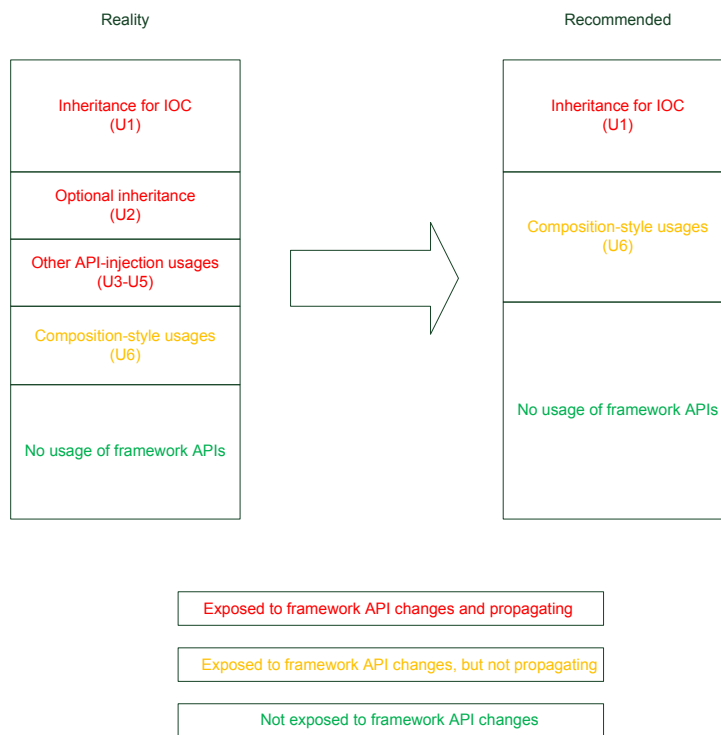 Reality
Recommended
Inheritance for IOC
(U1)
Optional inheritance
(U2)
Other API-injection usages
(U3-U5)
Composition-style usages
(U6)
No usage of framework APIs
Inheritance for IOC
(U1)
Composition-style usages
(U6)
No usage of framework APIs
Exposed to framework API changes and propagating
Exposed to framework API changes, but not propagating
Not exposed to framework API changes